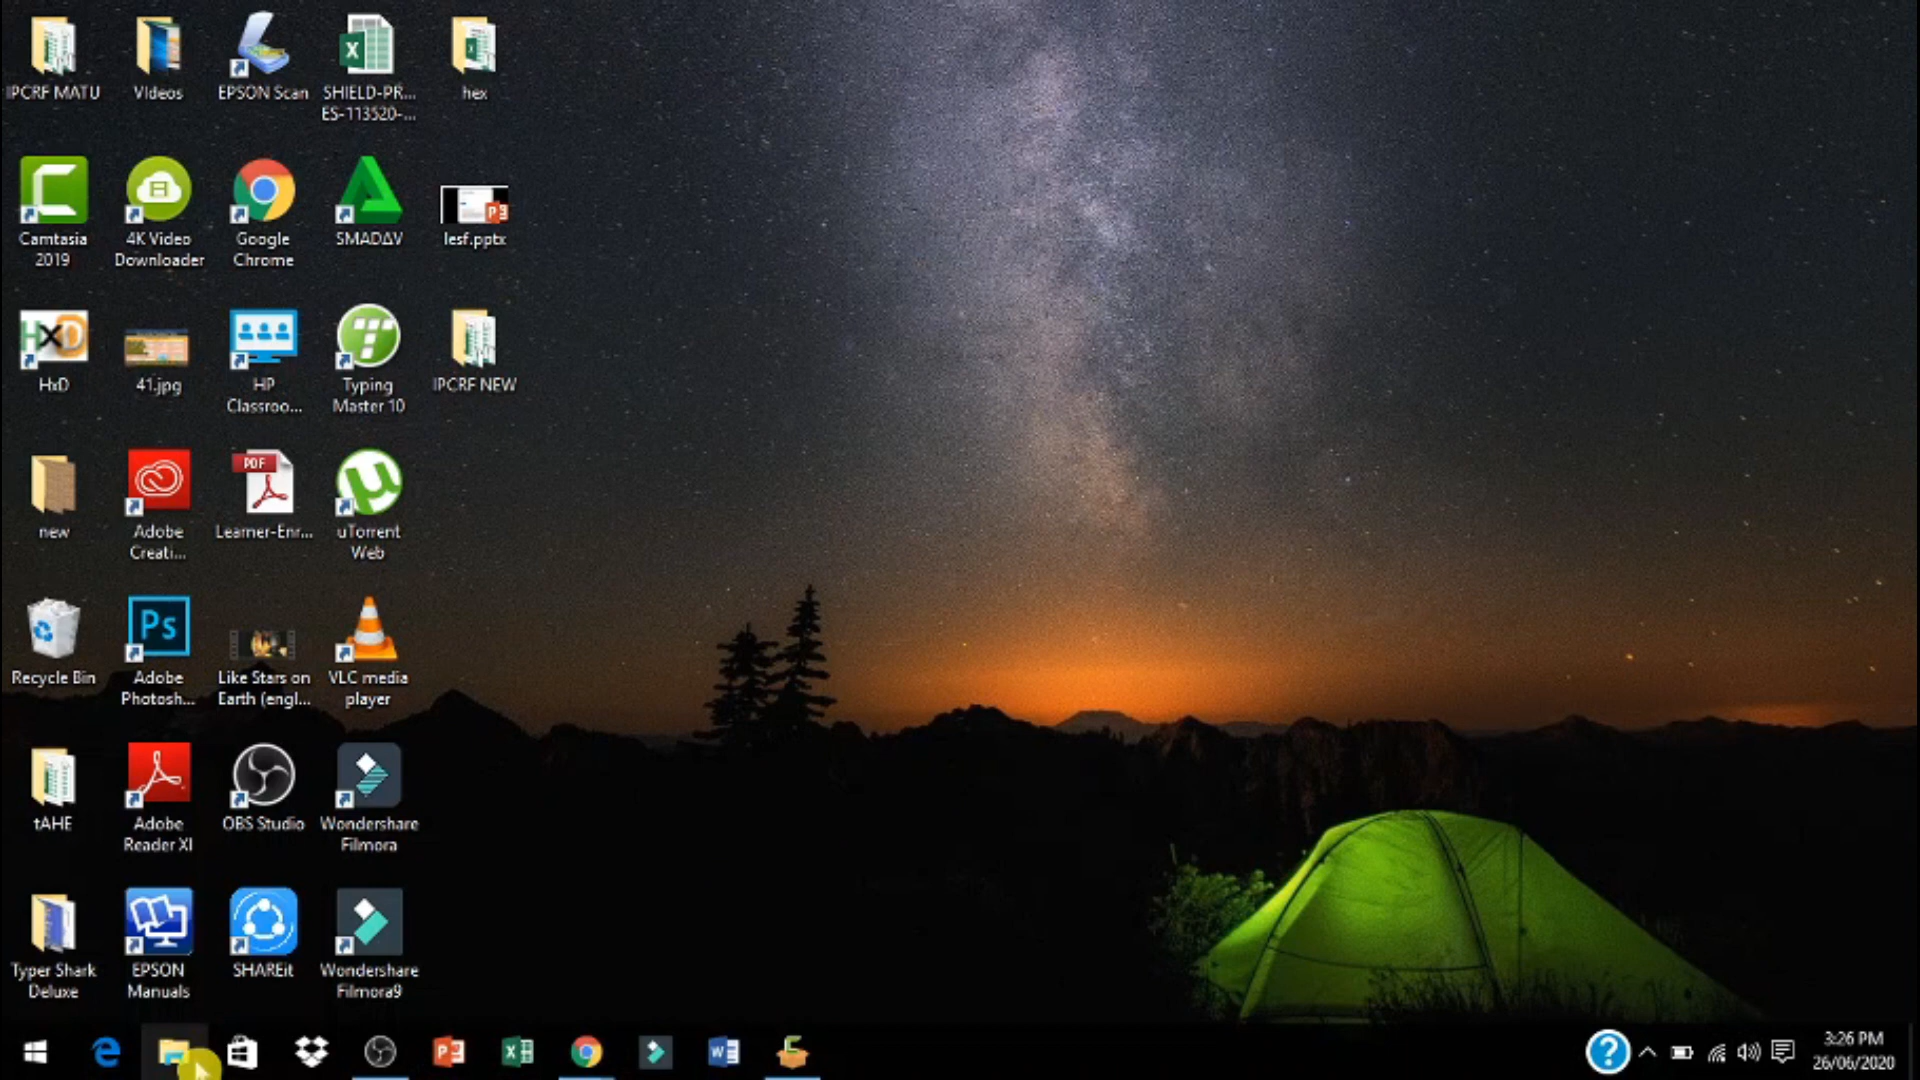 IPCRF MATU
VIdeos
EPSON Scan
SHIELD-PR...
ES-113520-...
hex
Camtasia
2019
4K Video
Downloader
Google
Chrome
SMADΔV
lesf.pptx
HxD
41.jpg
HP
Classroo...
Typing
Master 10
IPCRF NEW
new
Adobe
Creati...
PDF
Learner-Enr...
uTorrent
Web
Recycle Bin
Ps
Adobe
Photosh...
Like Stars on
Earth (engl...
VLC media
player
tAHE
Adobe
Reader XI
OBS Studio
Wondershare
Filmora
Typer Shark
Deluxe
EPSON
Manuals
SHAREit
Wondershare
Filmora9
3:26 PM
26/06/2020